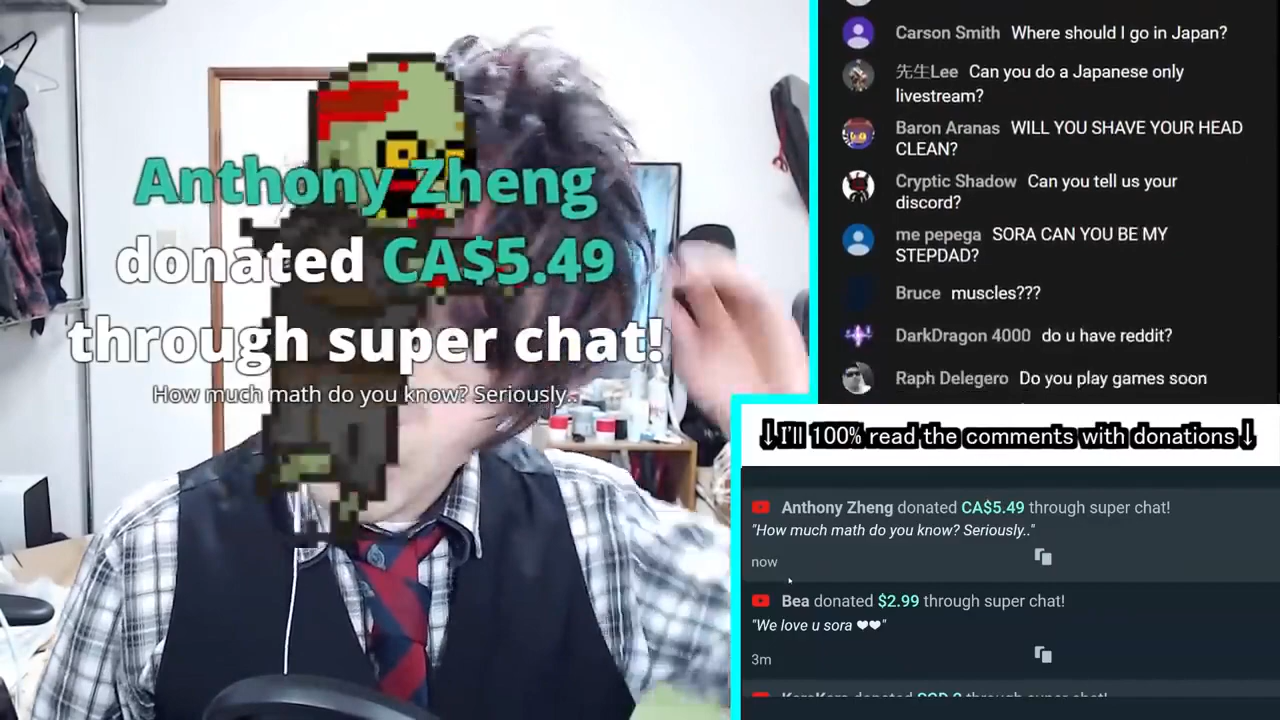 Anthony Zheng
donated CA$5.49
through super chat!
How much math do you know? Seriously..
Carson Smith Where should I go in Japan?
先生Lee Can you do a Japanese only
livestream?
Baron Aranas WILL YOU SHAVE YOUR HEAD
CLEAN?
Cryptic Shadow Can you tell us your
discord?
me pepega SORA CAN YOU BE MY
STEPDAD?
Bruce muscles???
DarkDragon 4000 do u have reddit?
Raph Delegero Do you play games soon
↓I'll 100% read the comments with donations↓
Anthony Zheng donated CA$5.49 through super chat!
"How much math do you know? Seriously.."
now
Bea donated $2.99 through super chat!
"We love u sora ❤❤"
3m
donated through super chat!